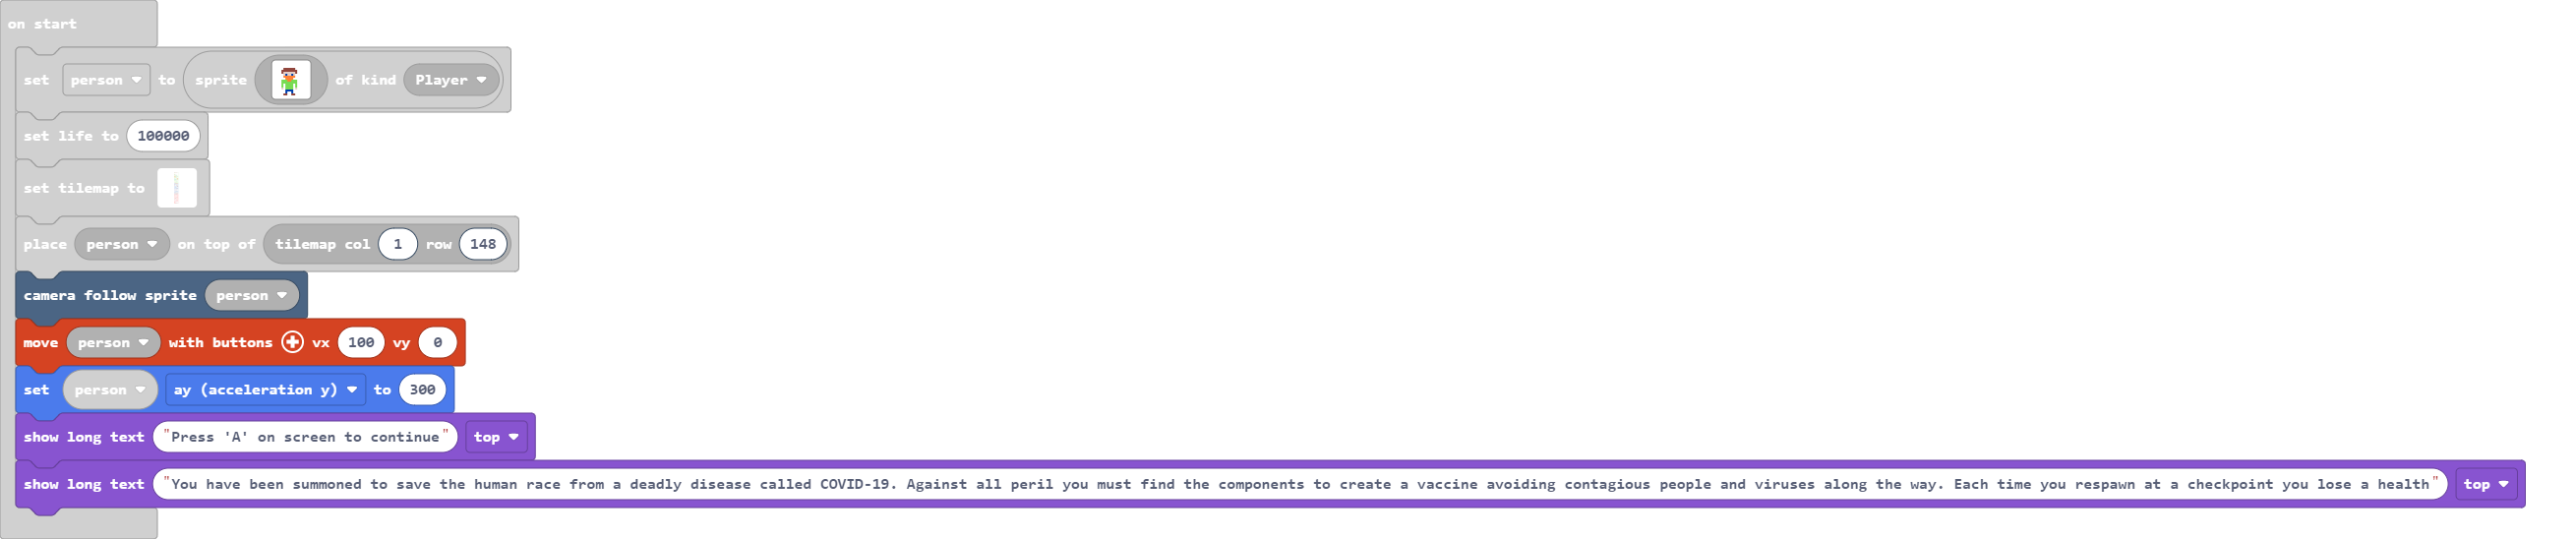 on start
set person to sprite of kind Player
set life to 100000
set tilemap to
place person on top of tilemap col 1 row 148
camera follow sprite person
move person with buttons vx 100 vy 0
set person ay (acceleration y) to 300
show long text "Press 'A' on screen to continue" top
show long text "You have been summoned to save the human race from a deadly disease called COVID-19. Against all peril you must find the components to create a vaccine avoiding contagious people and viruses along the way. Each time you respawn at a checkpoint you lose a health" top